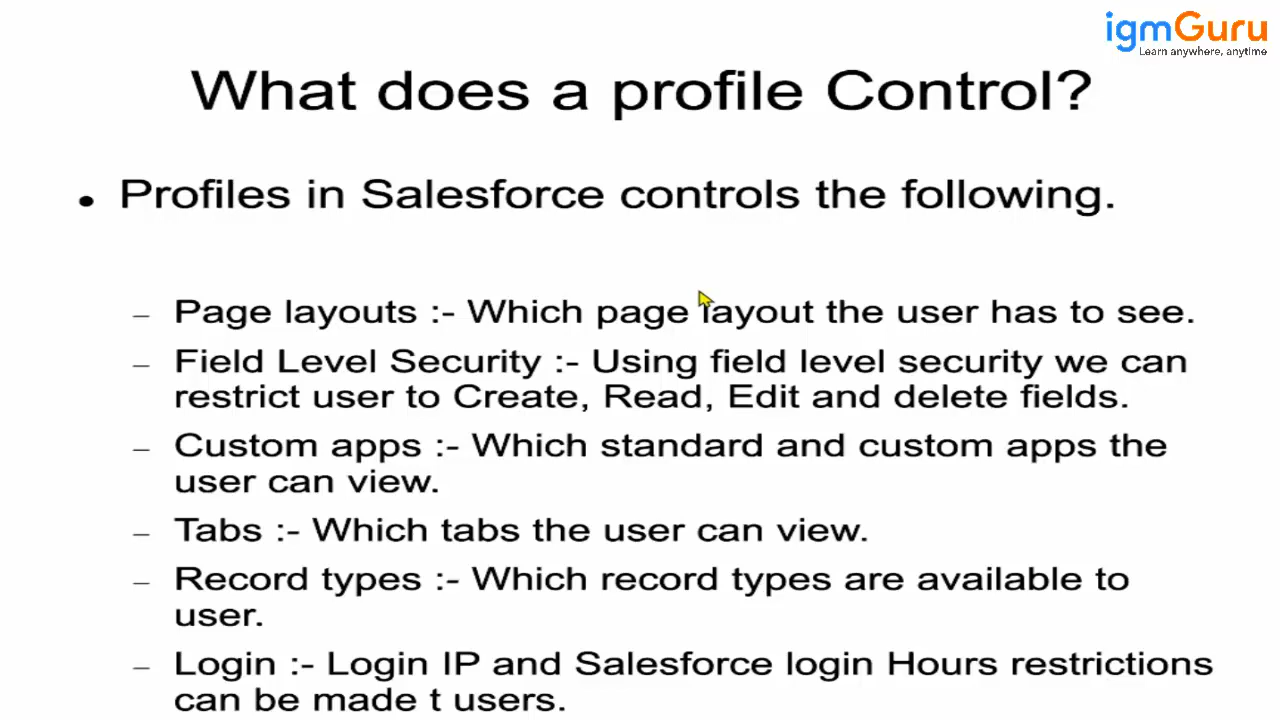 igmGuru
Learn anywhere, anytime
What does a profile Control?
• Profiles in Salesforce controls the following.
– Page layouts :- Which page layout the user has to see.
– Field Level Security :- Using field level security we can
restrict user to Create, Read, Edit and delete fields.
– Custom apps :- Which standard and custom apps the
user can view.
– Tabs :- Which tabs the user can view.
– Record types :- Which record types are available to
user.
– Login :- Login IP and Salesforce login Hours restrictions
can be made t users.